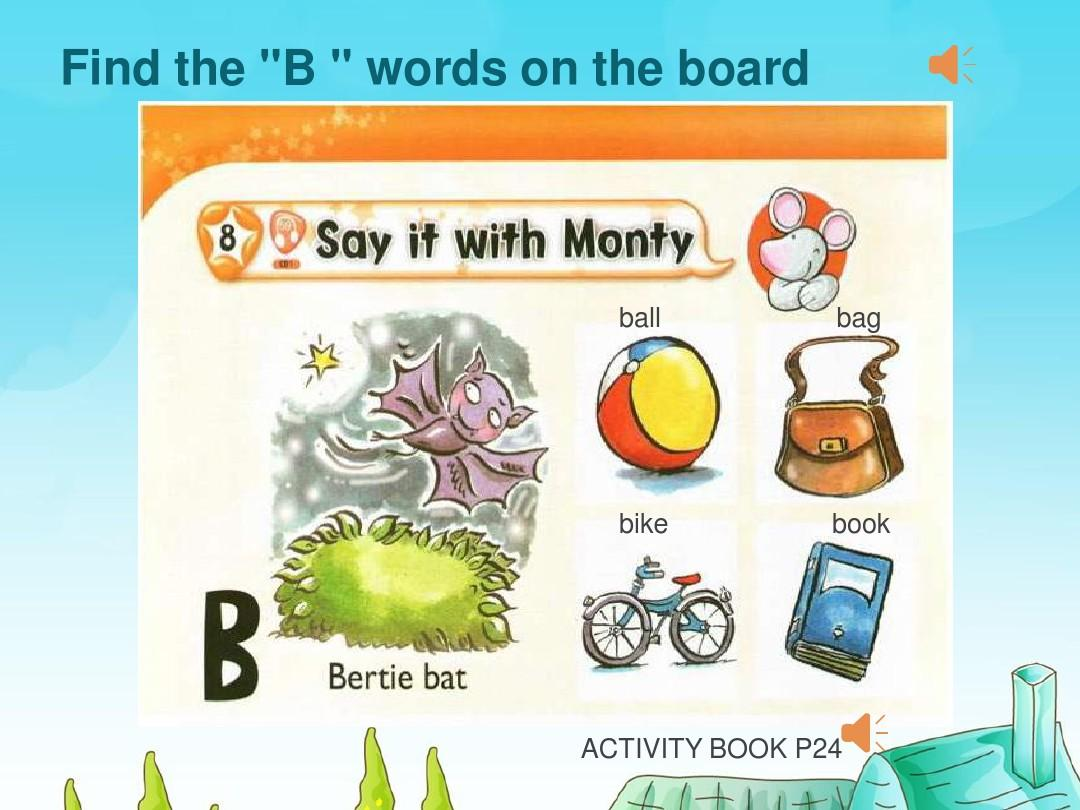 Find the "B " words on the board
8 Say it with Monty
CD1
ball bag
bike book
B
Bertie bat
ACTIVITY BOOK P24